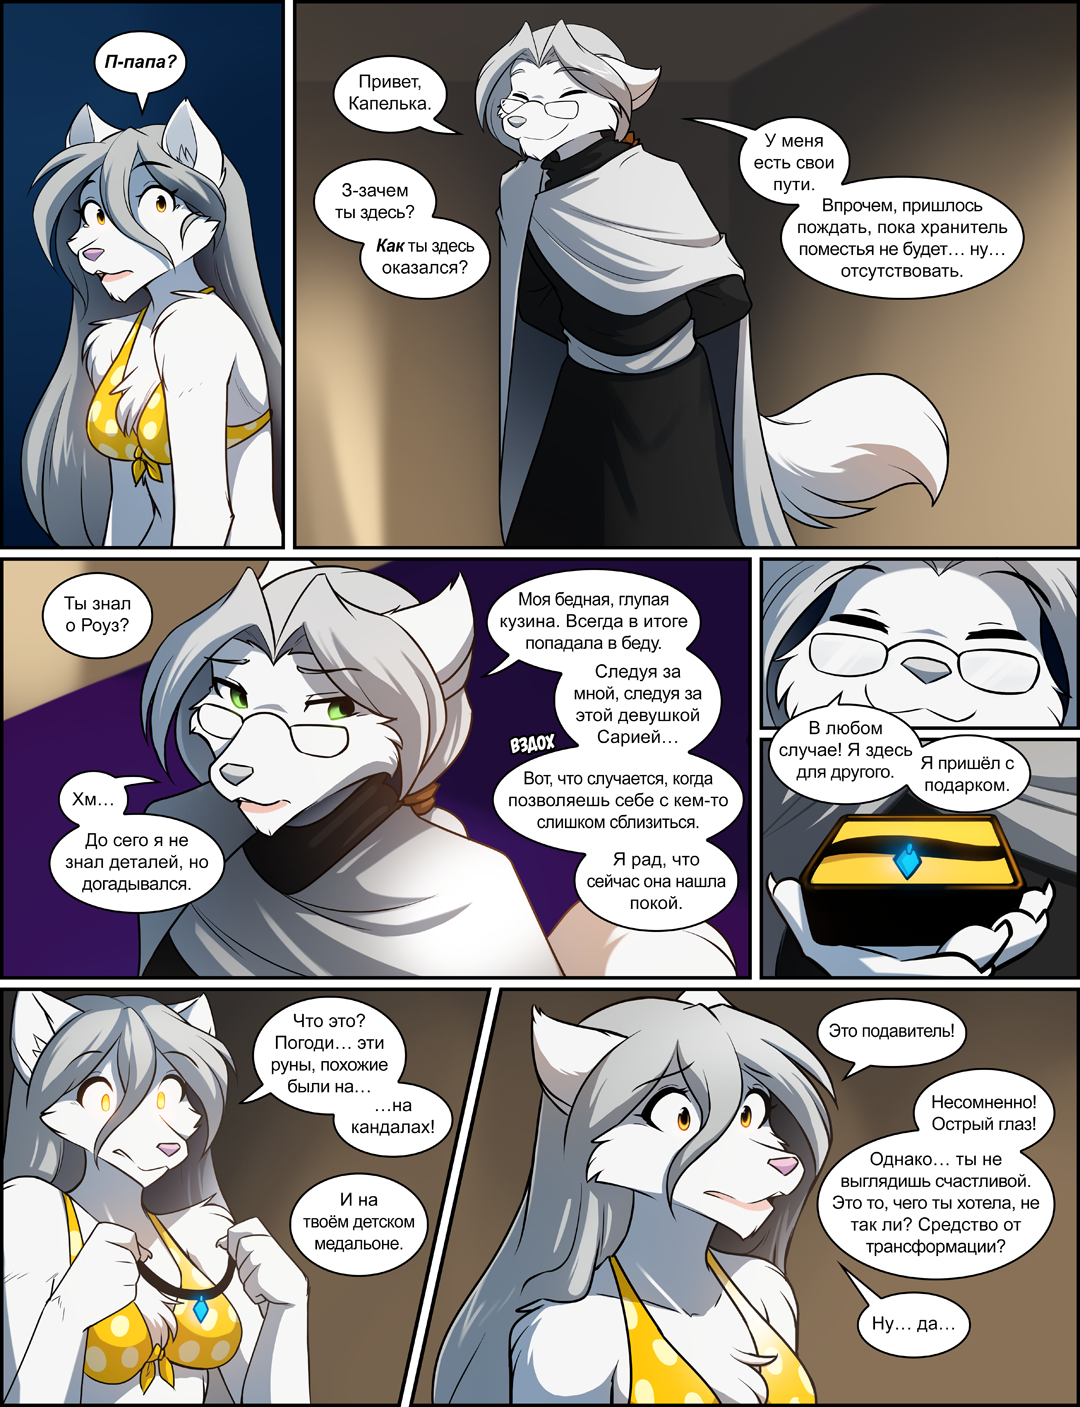 П-папа?
Привет,
Капелька.
З-зачем
ты здесь?
Как ты здесь
оказался?
У меня
есть свои
пути.
Впрочем, пришлось
пождать, пока хранитель
поместья не будет... ну...
отсутствовать.
Ты знал
о Роуз?
Хм...
До сего я не
знал деталей, но
догадывался.
Моя бедная, глупая
кузина. Всегда в итоге
попадала в беду.
Следуя за
мной, следуя за
этой девушкой
Сарией...
ВЗДОХ
Вот, что случается, когда
позволяешь себе с кем-то
слишком сблизиться.
Я рад, что
сейчас она нашла
покой.
В любом
случае! Я здесь
для другого.
Я пришёл с
подарком.
Что это?
Погоди... эти
руны, похожие
были на...
...на
кандалах!
И на
твоём детском
медальоне.
Это подавитель!
Несомненно!
Острый глаз!
Однако... ты не
выглядишь счастливой.
Это то, чего ты хотела, не
так ли? Средство от
трансформации?
Ну... да...